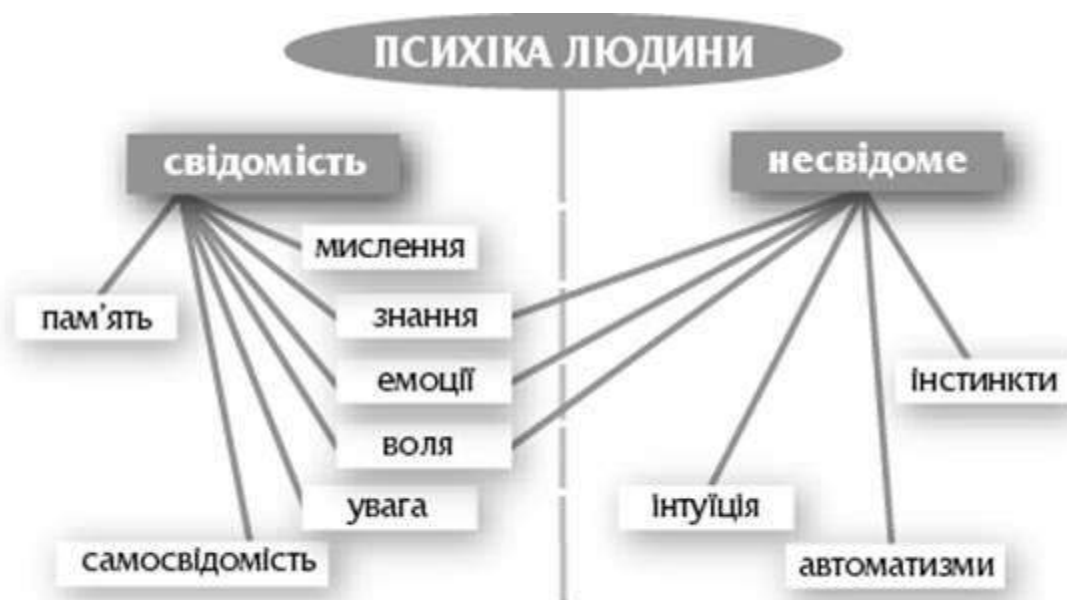 ПСИХІКА ЛЮДИНИ
свідомість
несвідоме
мислення
пам'ять
знання
емоції
інстинкти
воля
увага
інтуїція
самосвідомість
автоматизми